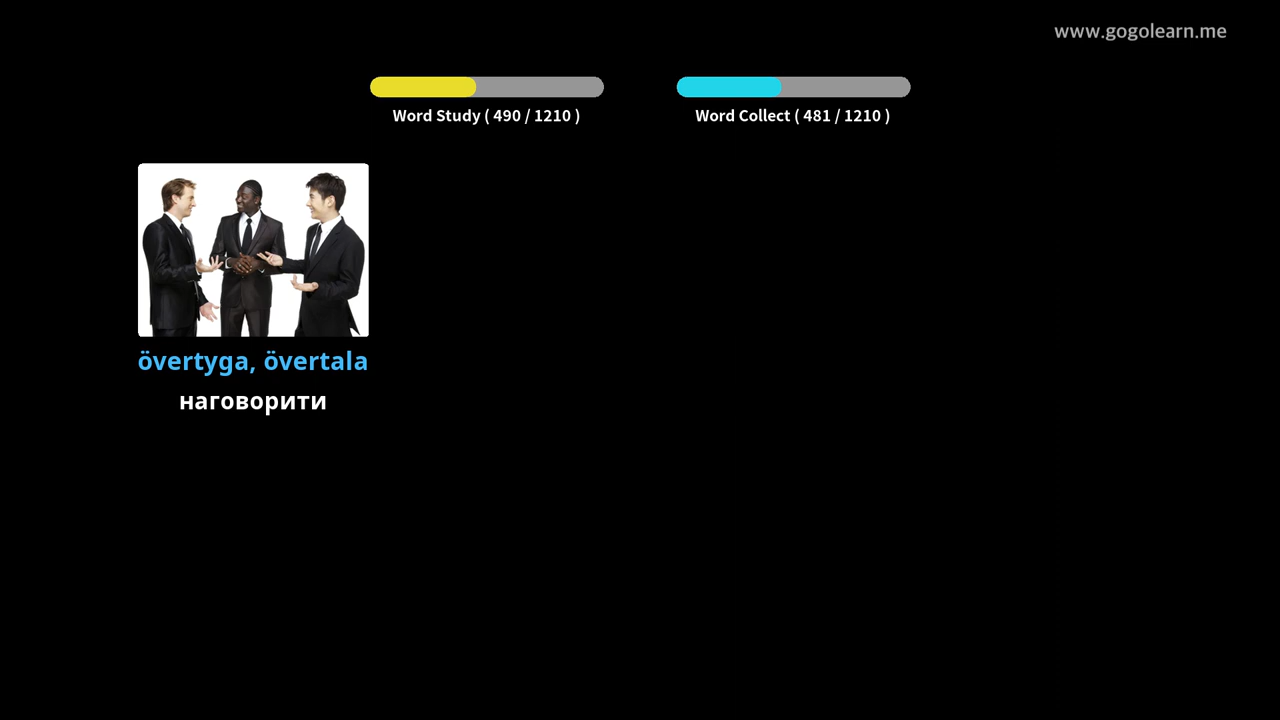 www.gogolearn.me
Word Study ( 490 / 1210 )
Word Collect ( 481 / 1210 )
övertyga, övertala
наговорити